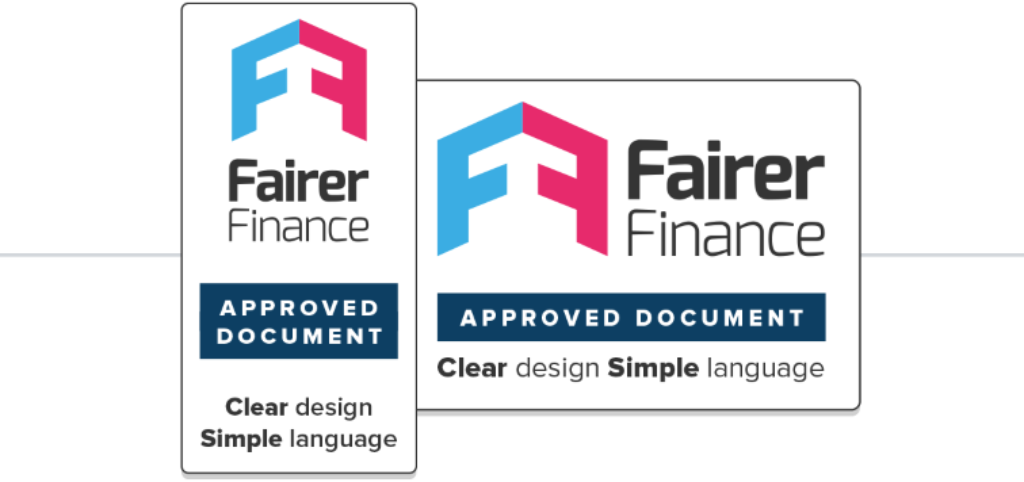 Fairer
Finance
APPROVED
DOCUMENT
Clear design
Simple language
Fairer
Finance
APPROVED DOCUMENT
Clear design Simple language